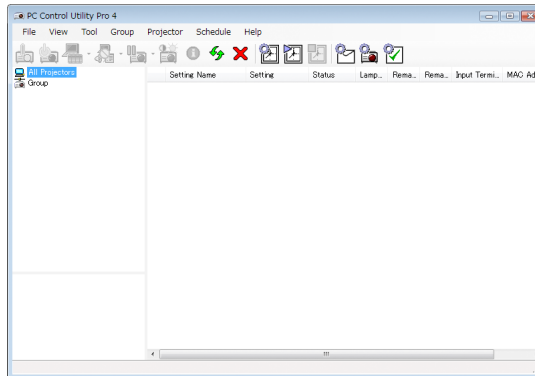 PC Control Utility Pro 4
File View Tool Group Projector Schedule Help
All Projectors
Group
Setting Name Setting Status Lamp... Rema... Rema... Input Termi... MAC Ad